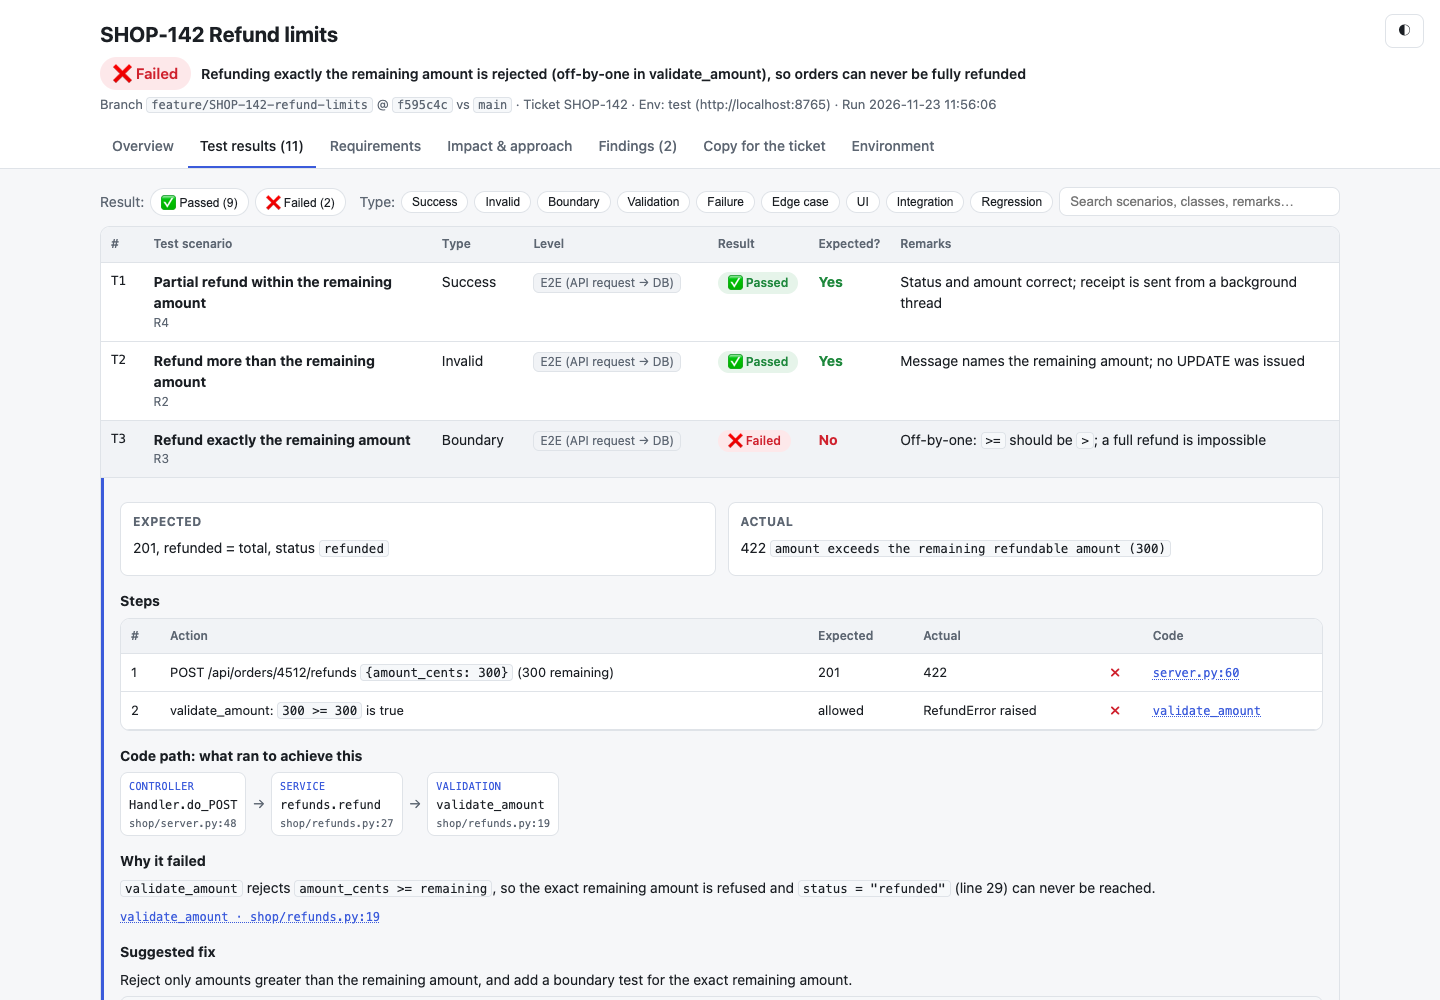 SHOP-142 Refund limits
❌ Failed Refunding exactly the remaining amount is rejected (off-by-one in validate_amount), so orders can never be fully refunded
Branch feature/SHOP-142-refund-limits @ f595c4c vs main · Ticket SHOP-142 · Env: test (http://localhost:8765) · Run 2026-11-23 11:56:06
Overview Test results (11) Requirements Impact & approach Findings (2) Copy for the ticket Environment
Result: ✅ Passed (9) ❌ Failed (2) Type: Success Invalid Boundary Validation Failure Edge case UI Integration Regression Search scenarios, classes, remarks...
# Test scenario Type Level Result Expected? Remarks
T1 Partial refund within the remaining Success E2E (API request → DB) ✅ Passed Yes Status and amount correct; receipt is sent from a background
amount thread
R4
T2 Refund more than the remaining Invalid E2E (API request → DB) ✅ Passed Yes Message names the remaining amount; no UPDATE was issued
amount
R2
T3 Refund exactly the remaining amount Boundary E2E (API request → DB) ❌ Failed No Off-by-one: >= should be >; a full refund is impossible
R3
EXPECTED
201, refunded = total, status refunded
ACTUAL
422 amount exceeds the remaining refundable amount (300)
Steps
# Action Expected Actual Code
1 POST /api/orders/4512/refunds {amount_cents: 300} (300 remaining) 201 422 ✕ server.py:60
2 validate_amount: 300 >= 300 is true allowed RefundError raised ✕ validate_amount
Code path: what ran to achieve this
CONTROLLER → SERVICE → VALIDATION
Handler.do_POST refunds.refund validate_amount
shop/server.py:48 shop/refunds.py:27 shop/refunds.py:19
Why it failed
validate_amount rejects amount_cents >= remaining, so the exact remaining amount is refused and status = "refunded" (line 29) can never be reached.
validate_amount · shop/refunds.py:19
Suggested fix
Reject only amounts greater than the remaining amount, and add a boundary test for the exact remaining amount.